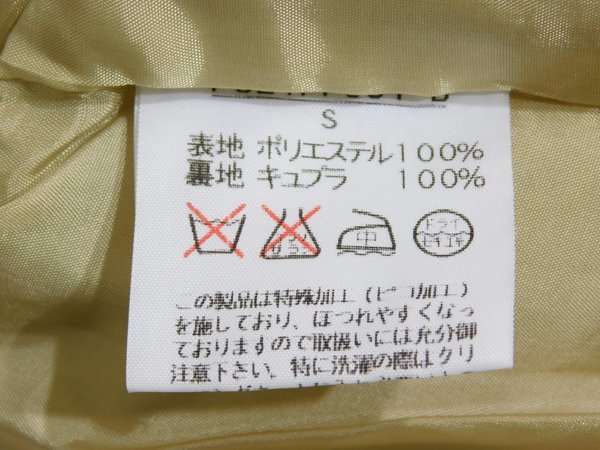 S
表地 ポリエステル100%
裏地 キュプラ 100%
中
ドライ
セキユキ
この製品は特殊加工(ピコ加工)
を施しており、ほつれやすくなっ
ておりますので取扱いには充分御
注意下さい。特に洗濯の際はクリ